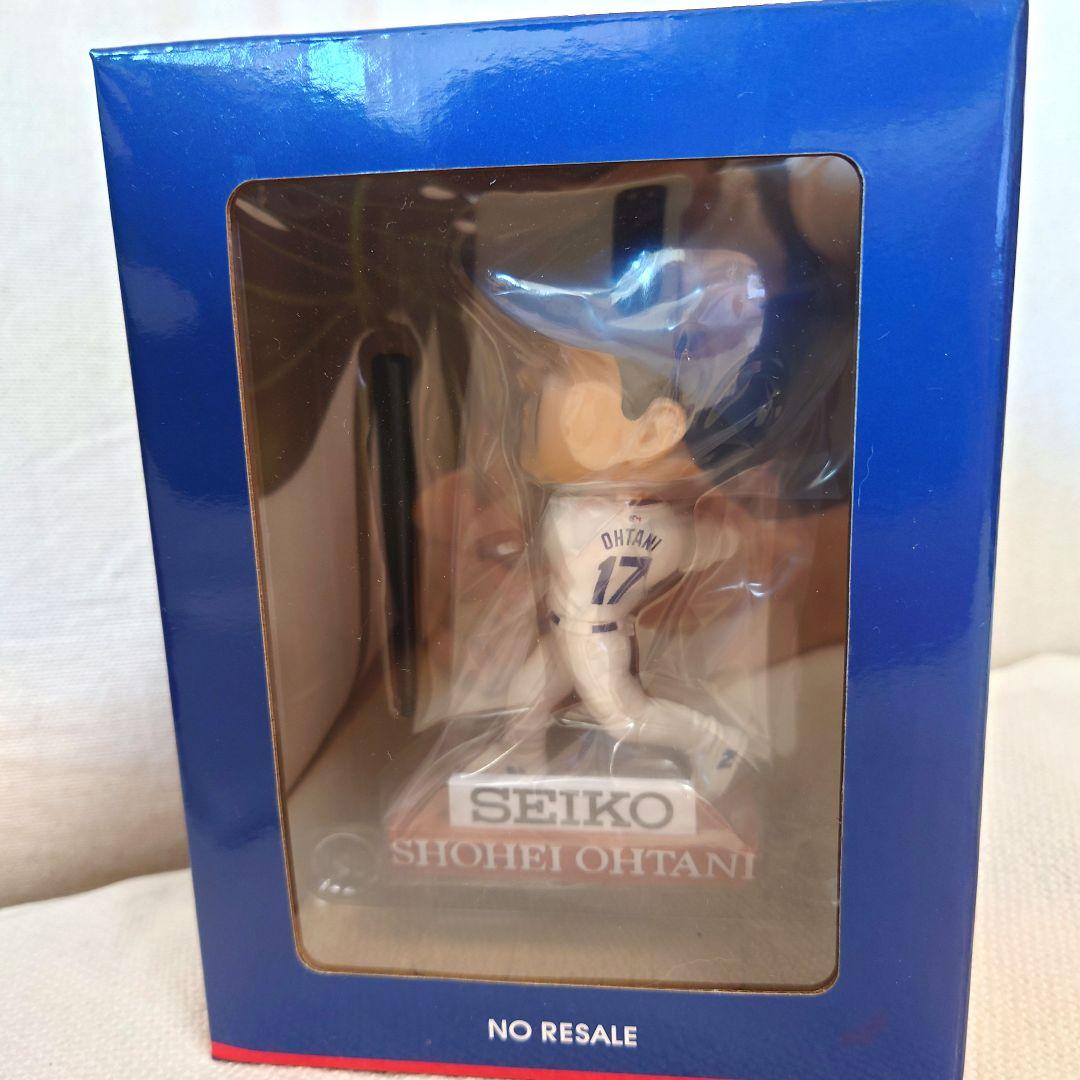 OHTANI
17
SEIKO
SHOHEI OHTANI
NO RESALE